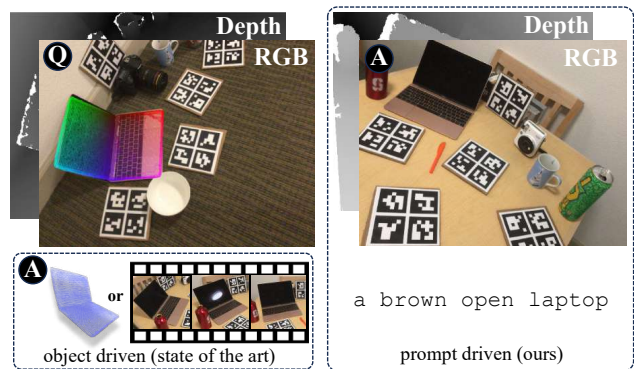 Depth
RGB
Q
A
or
object driven (state of the art)
Depth
RGB
A
a brown open laptop
prompt driven (ours)